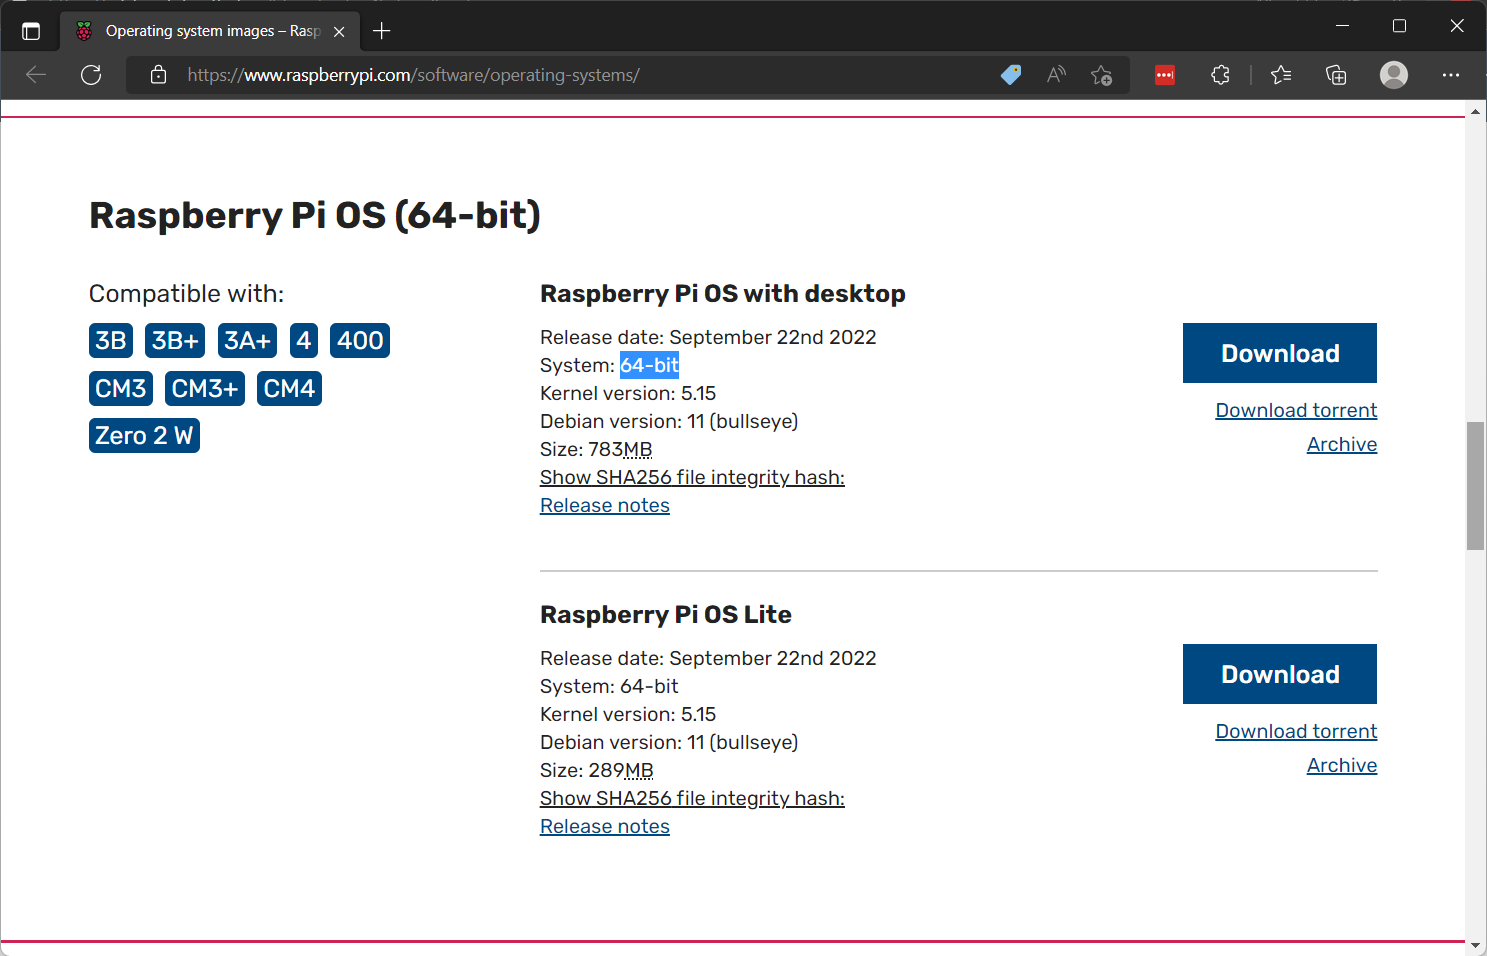 Operating system images – Rasp
https://www.raspberrypi.com/software/operating-systems/
Raspberry Pi OS (64-bit)
Compatible with:
3B 3B+ 3A+ 4 400
CM3 CM3+ CM4
Zero 2 W
Raspberry Pi OS with desktop
Release date: September 22nd 2022
System: 64-bit
Kernel version: 5.15
Debian version: 11 (bullseye)
Size: 783MB
Show SHA256 file integrity hash:
Release notes
Download
Download torrent
Archive
Raspberry Pi OS Lite
Release date: September 22nd 2022
System: 64-bit
Kernel version: 5.15
Debian version: 11 (bullseye)
Size: 289MB
Show SHA256 file integrity hash:
Release notes
Download
Download torrent
Archive